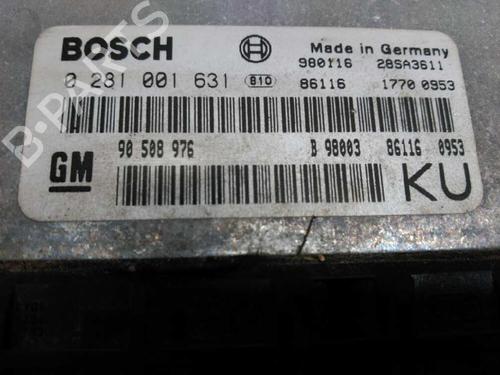 BOSCH
Made in Germany
980116 28SA3611
0 281 001 631 B10 86116 1770 0953
GM 90 508 976 B 98003 86116 0953
KU
B-PARTS